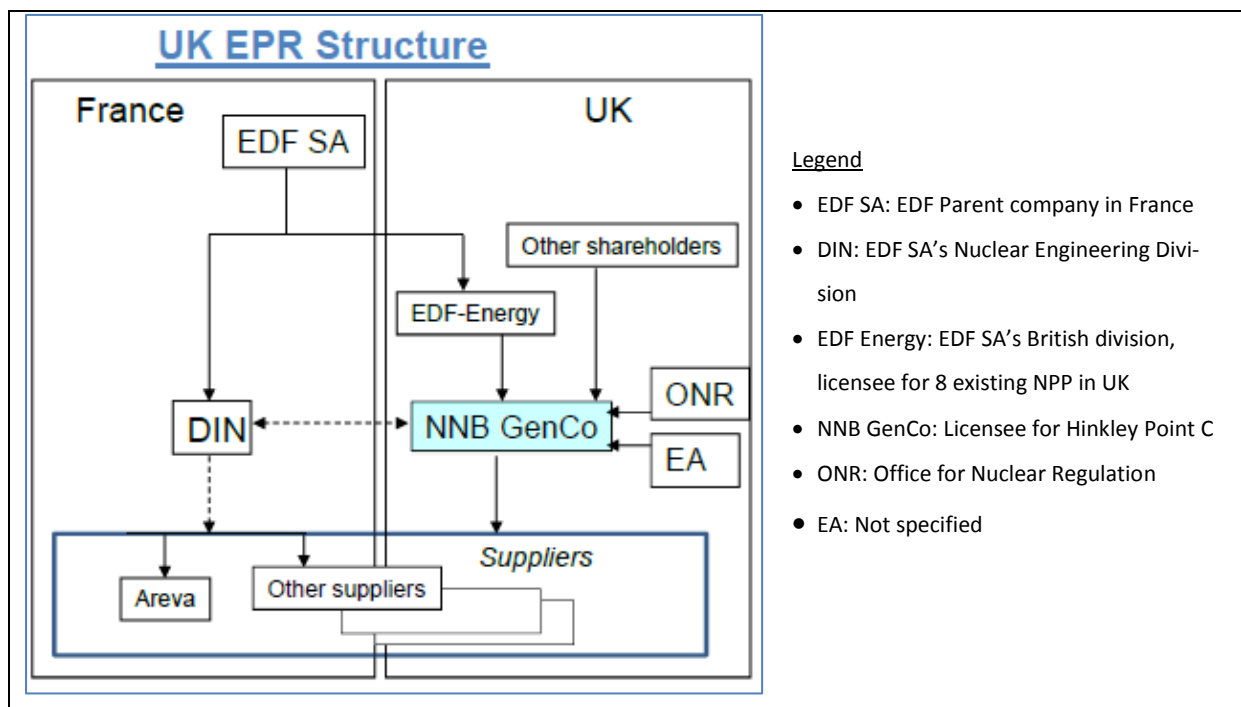 UK EPR Structure
France
UK
EDF SA
Other shareholders
EDF-Energy
ONR
DIN
NNB GenCo
EA
Suppliers
Areva
Other suppliers
Legend
• EDF SA: EDF Parent company in France
• DIN: EDF SA’s Nuclear Engineering Divi-
sion
• EDF Energy: EDF SA’s British division,
licensee for 8 existing NPP in UK
• NNB GenCo: Licensee for Hinkley Point C
• ONR: Office for Nuclear Regulation
• EA: Not specified